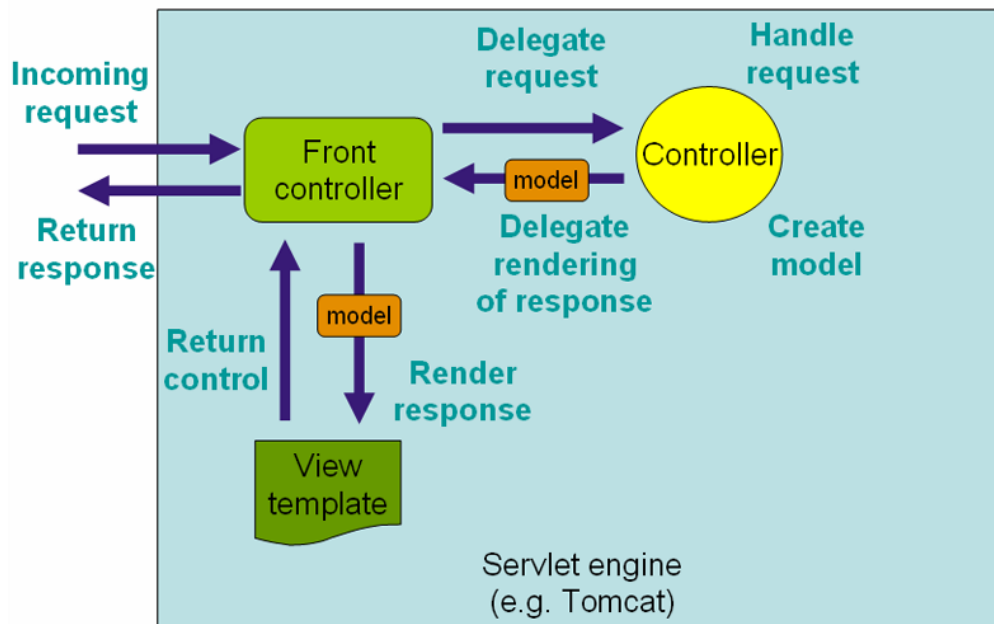 Incoming
request
Return
response
Front
controller
Delegate
request
Handle
request
Controller
model
Delegate
rendering
of response
Create
model
Return
control
model
Render
response
View
template
Servlet engine
(e.g. Tomcat)